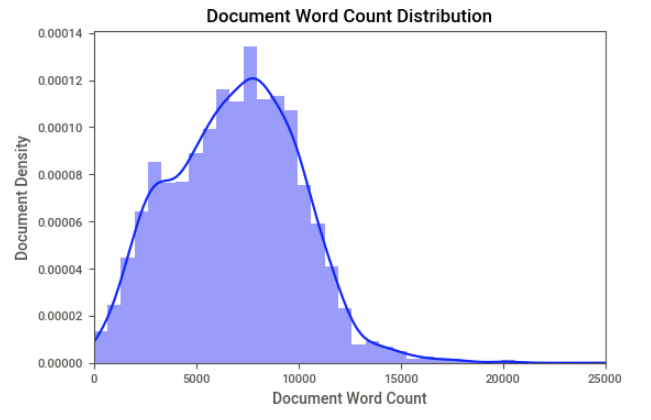 Document Word Count Distribution
0.00014
0.00012
0.00010
0.00008
0.00006
0.00004
0.00002
0.00000
Document Density
0 5000 10000 15000 20000 25000
Document Word Count